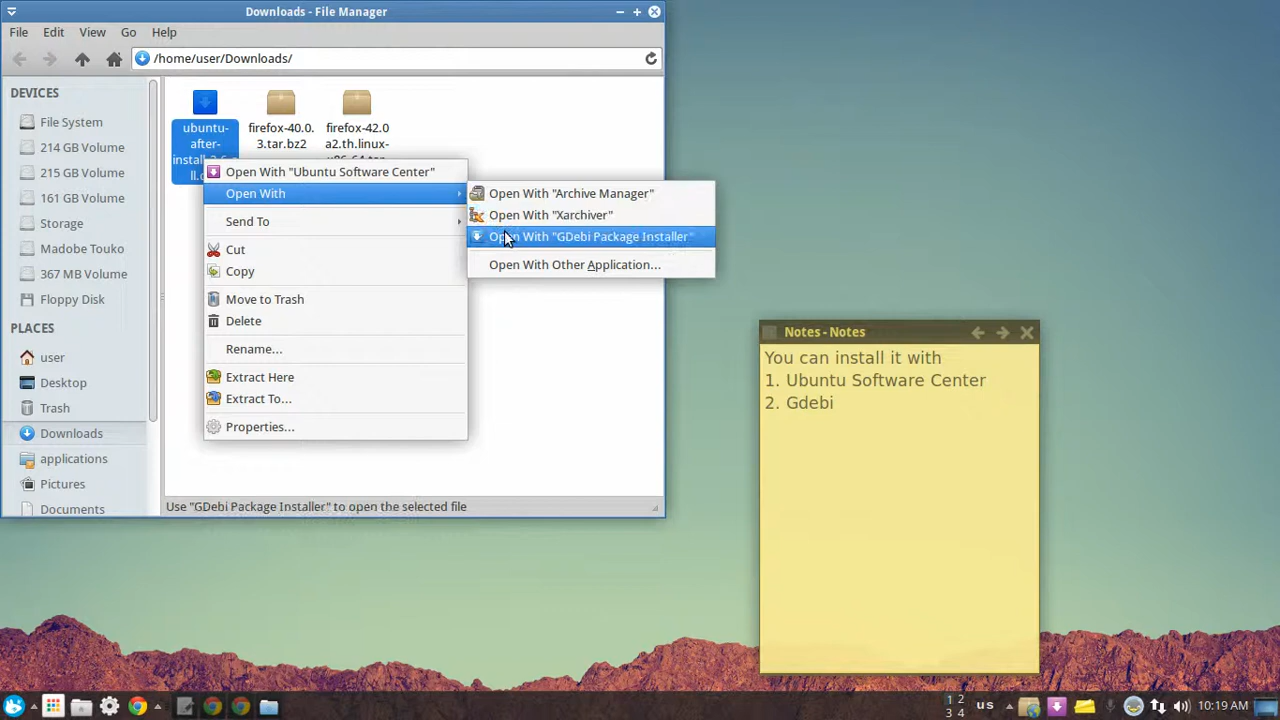 Downloads - File Manager
File Edit View Go Help
/home/user/Downloads/
DEVICES
File System
214 GB Volume
215 GB Volume
161 GB Volume
Storage
Madobe Touko
367 MB Volume
Floppy Disk
PLACES
user
Desktop
Trash
Downloads
applications
Pictures
Documents
ubuntu-
after-
firefox-40.0.
3.tar.bz2
firefox-42.0
a2.th.linux-
Open With "Ubuntu Software Center"
Open With
Send To
Cut
Copy
Move to Trash
Delete
Rename...
Extract Here
Extract To...
Properties...
Open With "Archive Manager"
Open With "Xarchiver"
Open With "GDebi Package Installer"
Open With Other Application...
Use "GDebi Package Installer" to open the selected file
Notes - Notes
You can install it with
1. Ubuntu Software Center
2. Gdebi
1 2
3 4
us
10:19 AM